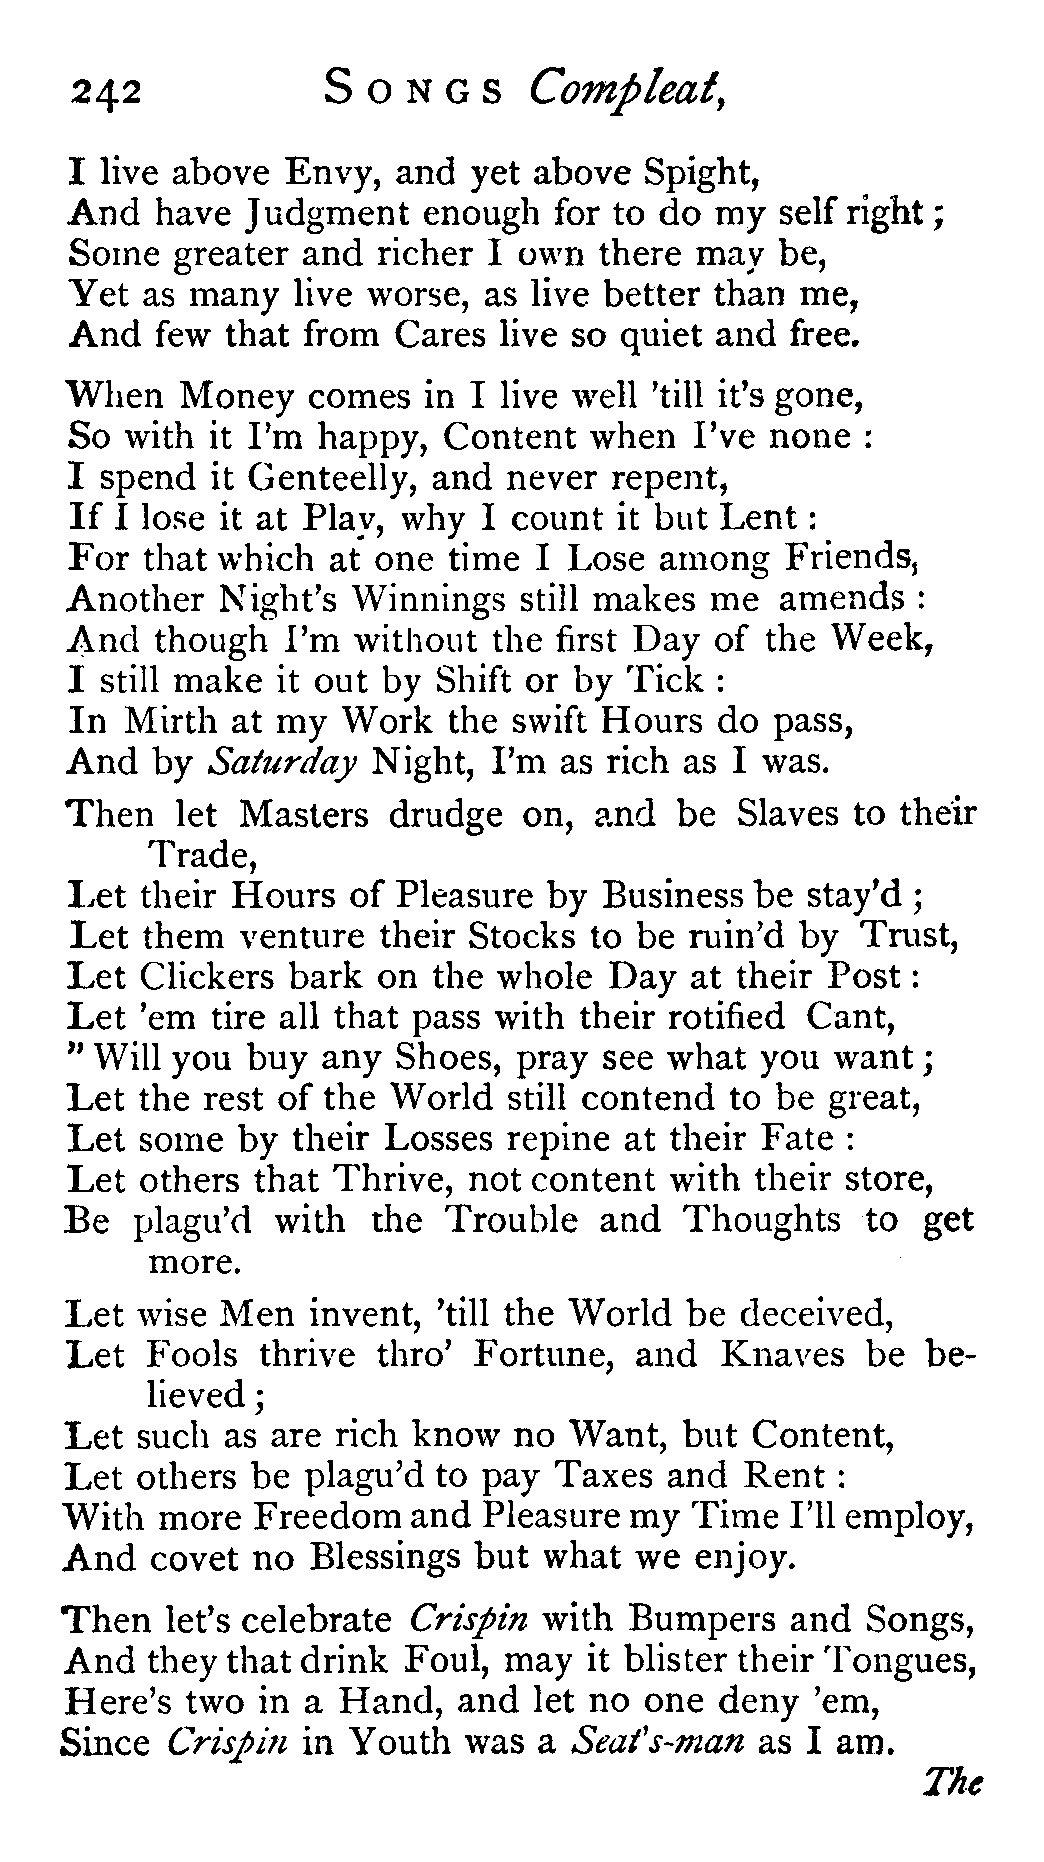 242 SONGS Compleat,
I live above Envy, and yet above Spight,
And have Judgment enough for to do my self right;
Some greater and richer I own there may be,
Yet as many live worse, as live better than me,
And few that from Cares live so quiet and free.
When Money comes in I live well 'till it's gone,
So with it I'm happy, Content when I've none :
I spend it Genteelly, and never repent,
If I lose it at Play, why I count it but Lent :
For that which at one time I Lose among Friends,
Another Night's Winnings still makes me amends :
And though I'm without the first Day of the Week,
I still make it out by Shift or by Tick :
In Mirth at my Work the swift Hours do pass,
And by Saturday Night, I'm as rich as I was.
Then let Masters drudge on, and be Slaves to their
Trade,
Let their Hours of Pleasure by Business be stay'd ;
Let them venture their Stocks to be ruin'd by Trust,
Let Clickers bark on the whole Day at their Post :
Let 'em tire all that pass with their rotified Cant,
" Will you buy any Shoes, pray see what you want ;
Let the rest of the World still contend to be great,
Let some by their Losses repine at their Fate :
Let others that Thrive, not content with their store,
Be plagu'd with the Trouble and Thoughts to get
more.
Let wise Men invent, 'till the World be deceived,
Let Fools thrive thro' Fortune, and Knaves be be-
lieved ;
Let such as are rich know no Want, but Content,
Let others be plagu'd to pay Taxes and Rent :
With more Freedom and Pleasure my Time I'll employ,
And covet no Blessings but what we enjoy.
Then let's celebrate Crispin with Bumpers and Songs,
And they that drink Foul, may it blister their Tongues,
Here's two in a Hand, and let no one deny 'em,
Since Crispin in Youth was a Seat's-man as I am.
The